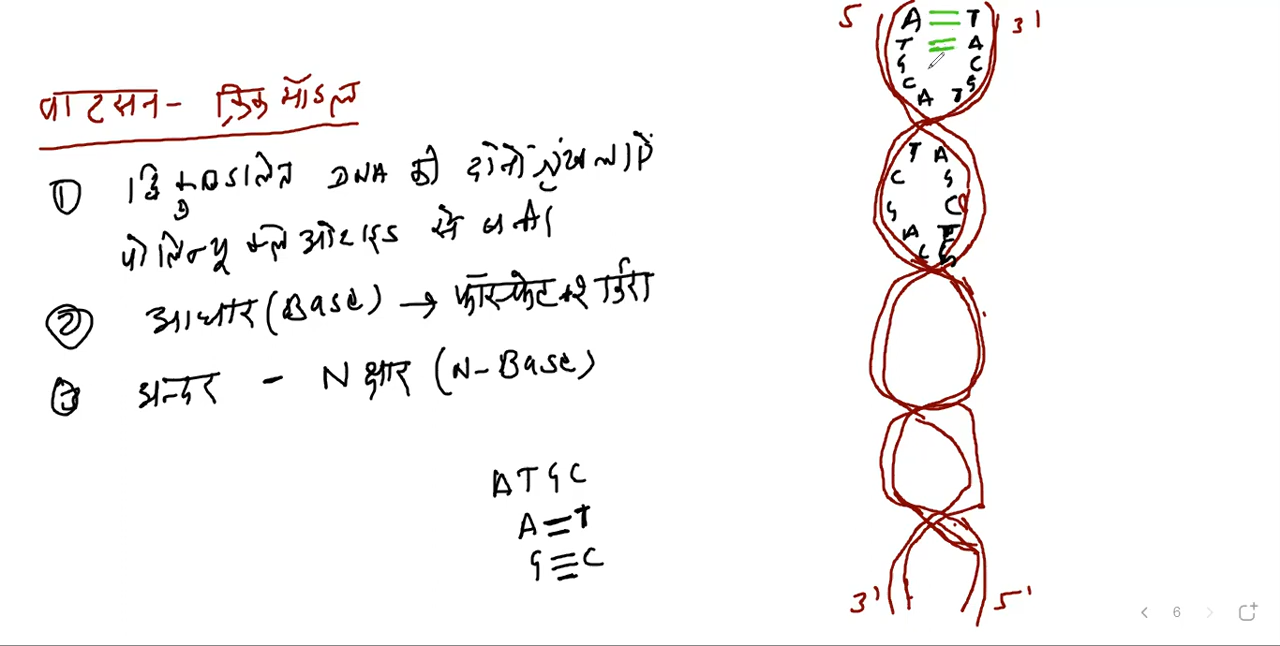 वाटसन - क्रिक मॉडल
① द्विकुण्डलित DNA की दोनों श्रृंखलाएं
पोलिन्यूक्लीओटाइड से बना
② आधार (Base) → फॉस्फेट + शर्करा
③ अन्दर - N क्षार (N-Base)
A T G C
A = T
G ≡ C
5 A = T 3'
T = A
G C
C G
A T
T A
C G
G C
A T
C G
3' 5'
6